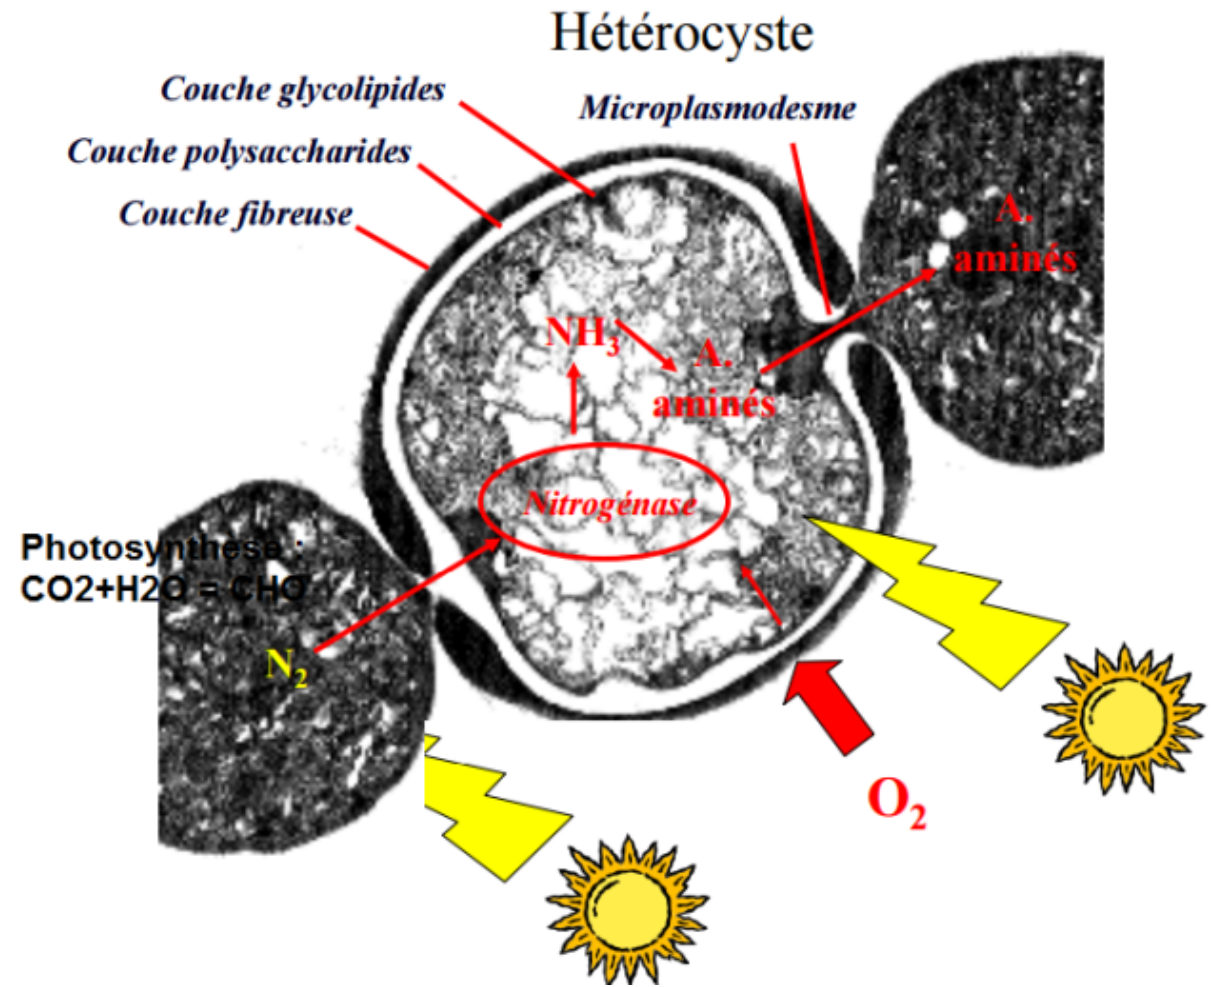 Hétérocyste
Couche glycolipides
Microplasmodesme
Couche polysaccharides
Couche fibreuse
A.
aminés
NH3
A.
aminés
Nitrogénase
Photosynthese :
CO2+H2O = CHO
N2
O2